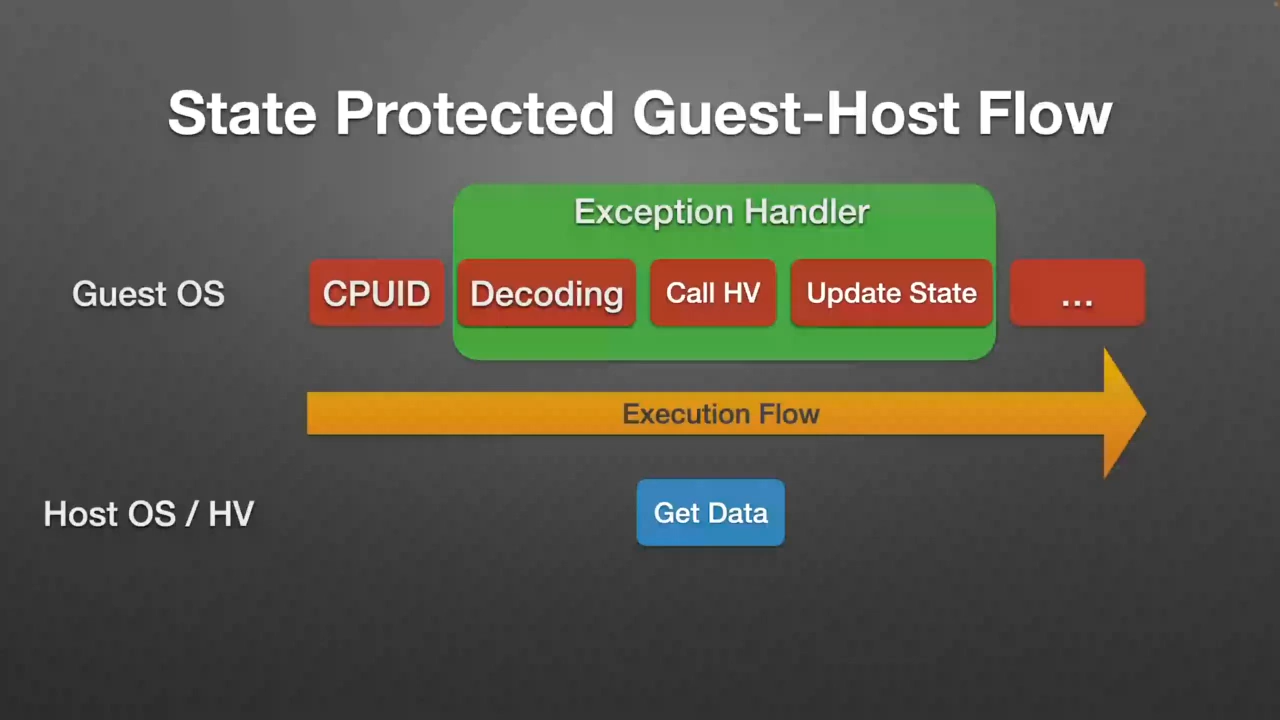 State Protected Guest-Host Flow
Exception Handler
Guest OS
CPUID
Decoding
Call HV
Update State
...
Execution Flow
Host OS / HV
Get Data